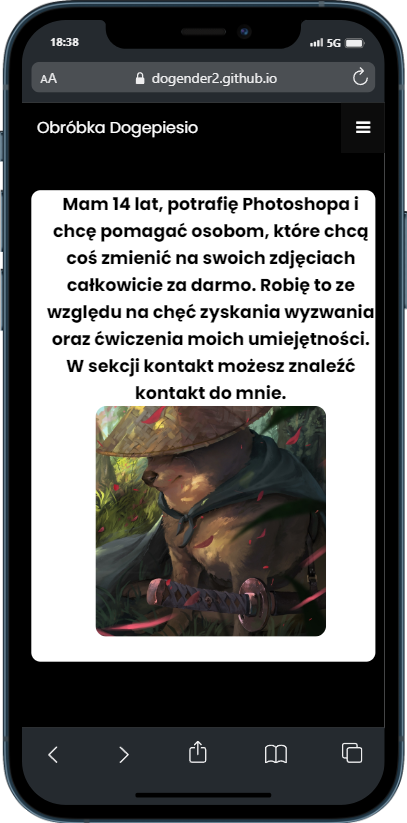 18:38
5G
AA
dogender2.github.io
Obróbka Dogepiesio
Mam 14 lat, potrafię Photoshopa i
chcę pomagać osobom, które chcą
coś zmienić na swoich zdjęciach
całkowicie za darmo. Robię to ze
względu na chęć zyskania wyzwania
oraz ćwiczenia moich umiejętności.
W sekcji kontakt możesz znaleźć
kontakt do mnie.